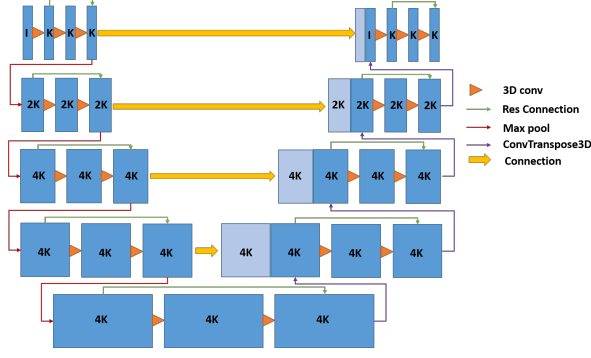 I K K K I K K K
2K 2K 2K 2K 2K 2K 2K
4K 4K 4K 4K 4K 4K 4K
4K 4K 4K 4K 4K 4K 4K
4K 4K 4K
3D conv
Res Connection
Max pool
ConvTranspose3D
Connection